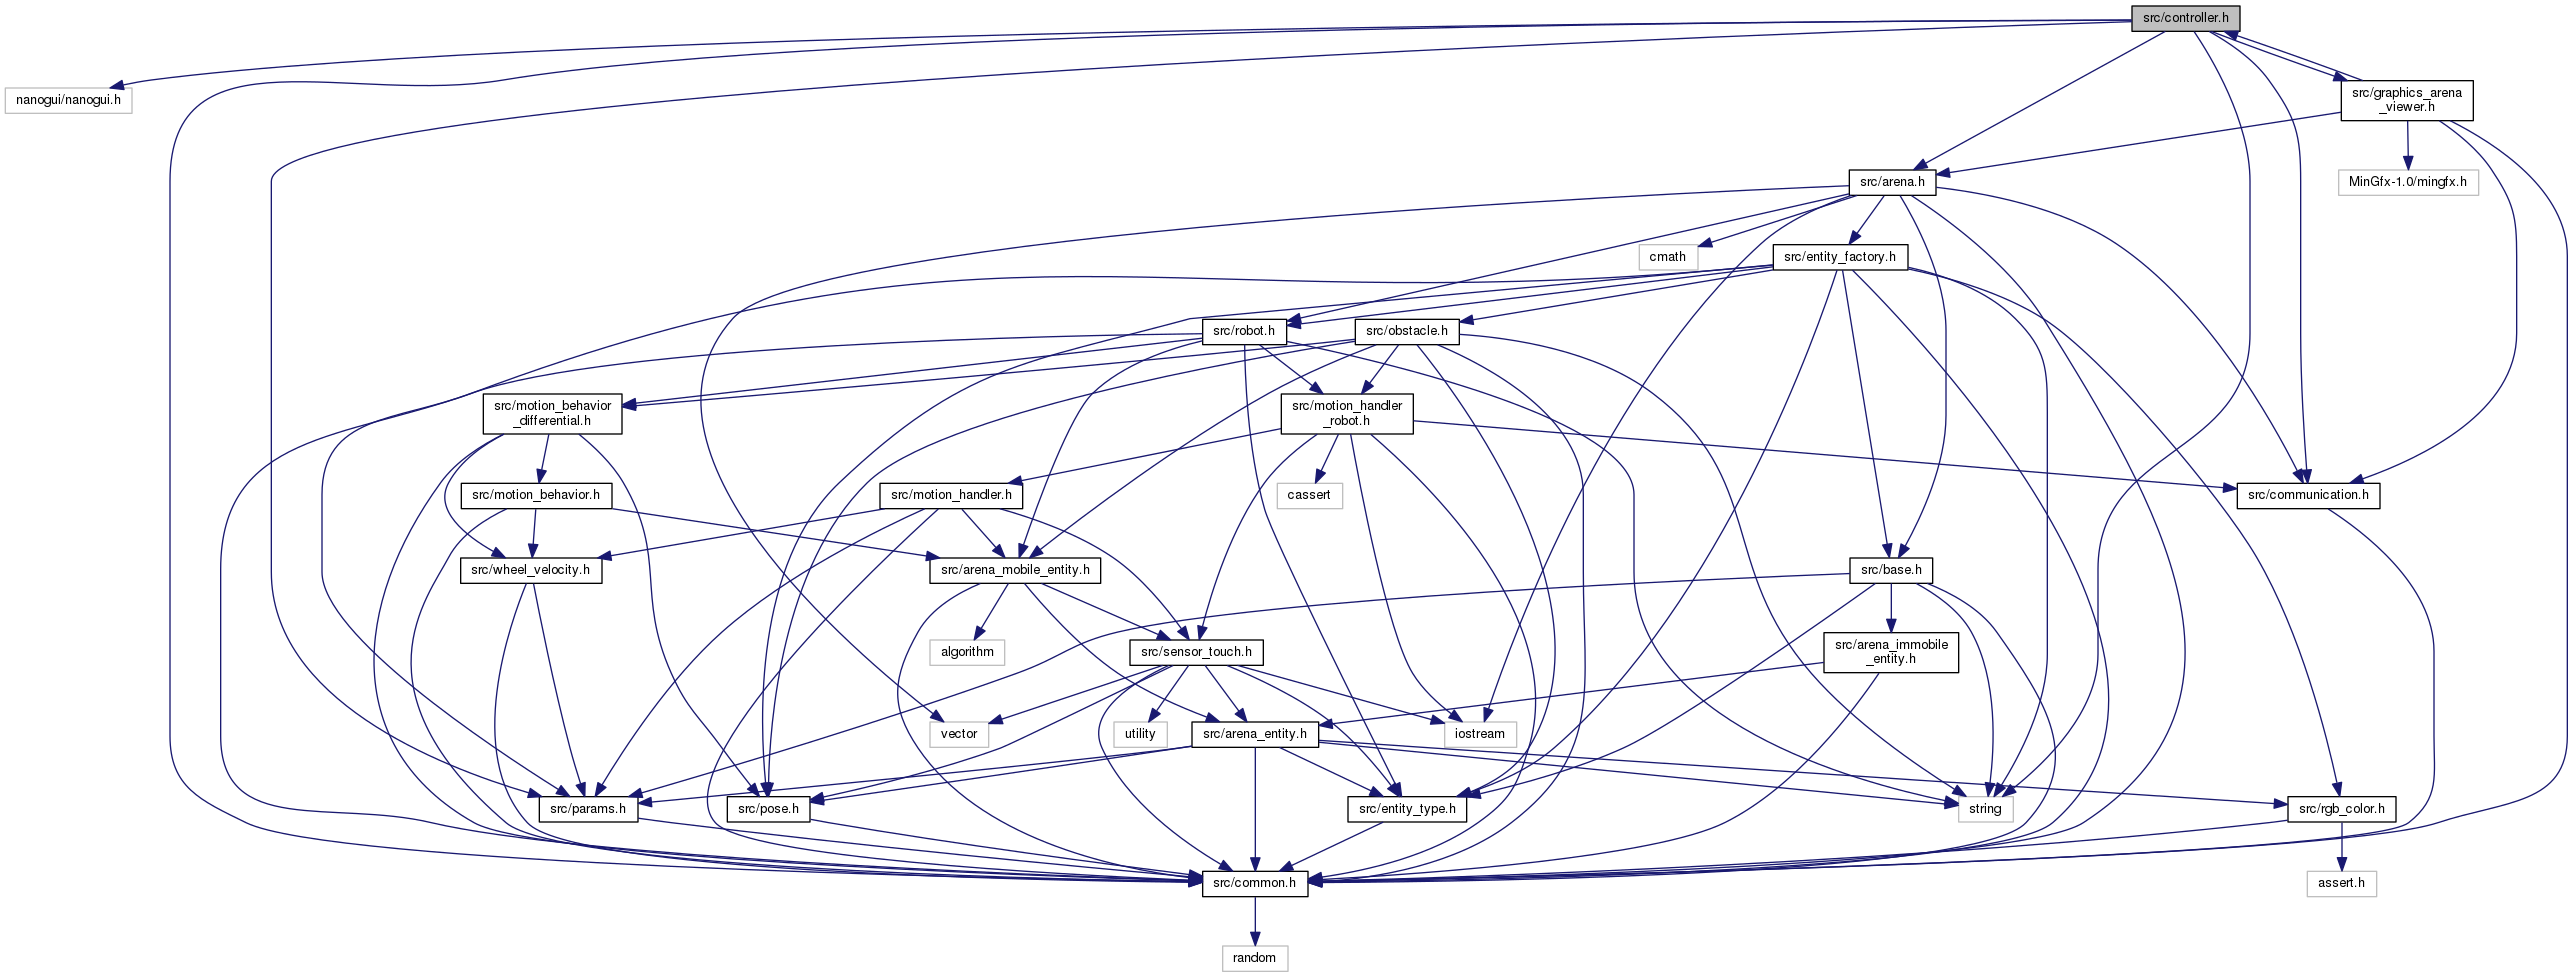 src/controller.h
nanogui/nanogui.h
src/graphics_arena
_viewer.h
src/arena.h
MinGfx-1.0/mingfx.h
cmath
src/entity_factory.h
src/robot.h
src/obstacle.h
src/motion_behavior
_differential.h
src/motion_handler
_robot.h
src/motion_behavior.h
src/motion_handler.h
cassert
src/communication.h
src/wheel_velocity.h
src/arena_mobile_entity.h
src/base.h
algorithm
src/sensor_touch.h
src/arena_immobile
_entity.h
vector
utility
src/arena_entity.h
iostream
src/params.h
src/pose.h
src/entity_type.h
string
src/rgb_color.h
src/common.h
assert.h
random